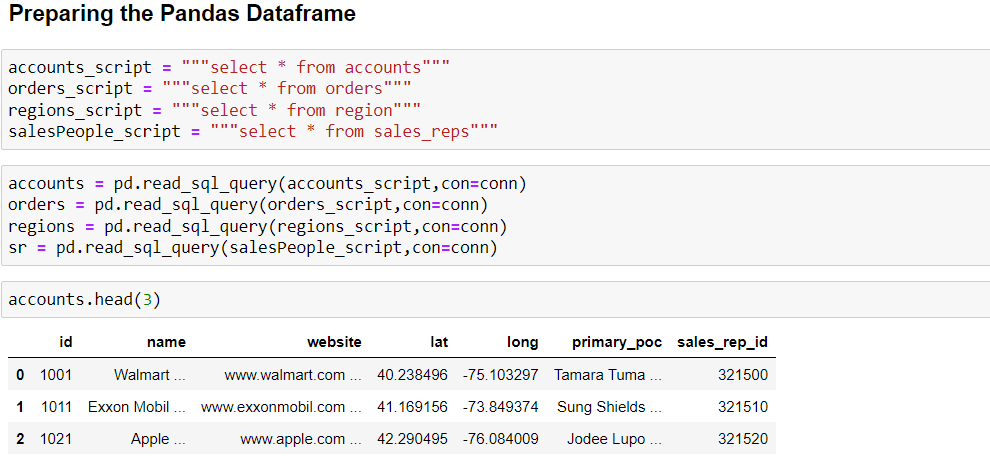 Preparing the Pandas Dataframe
accounts_script = """select * from accounts"""
orders_script = """select * from orders"""
regions_script = """select * from region"""
salesPeople_script = """select * from sales_reps"""
accounts = pd.read_sql_query(accounts_script,con=conn)
orders = pd.read_sql_query(orders_script,con=conn)
regions = pd.read_sql_query(regions_script,con=conn)
sr = pd.read_sql_query(salesPeople_script,con=conn)
accounts.head(3)
id name website lat long primary_poc sales_rep_id
0 1001 Walmart ... www.walmart.com ... 40.238496 -75.103297 Tamara Tuma ... 321500
1 1011 Exxon Mobil ... www.exxonmobil.com ... 41.169156 -73.849374 Sung Shields ... 321510
2 1021 Apple ... www.apple.com ... 42.290495 -76.084009 Jodee Lupo ... 321520